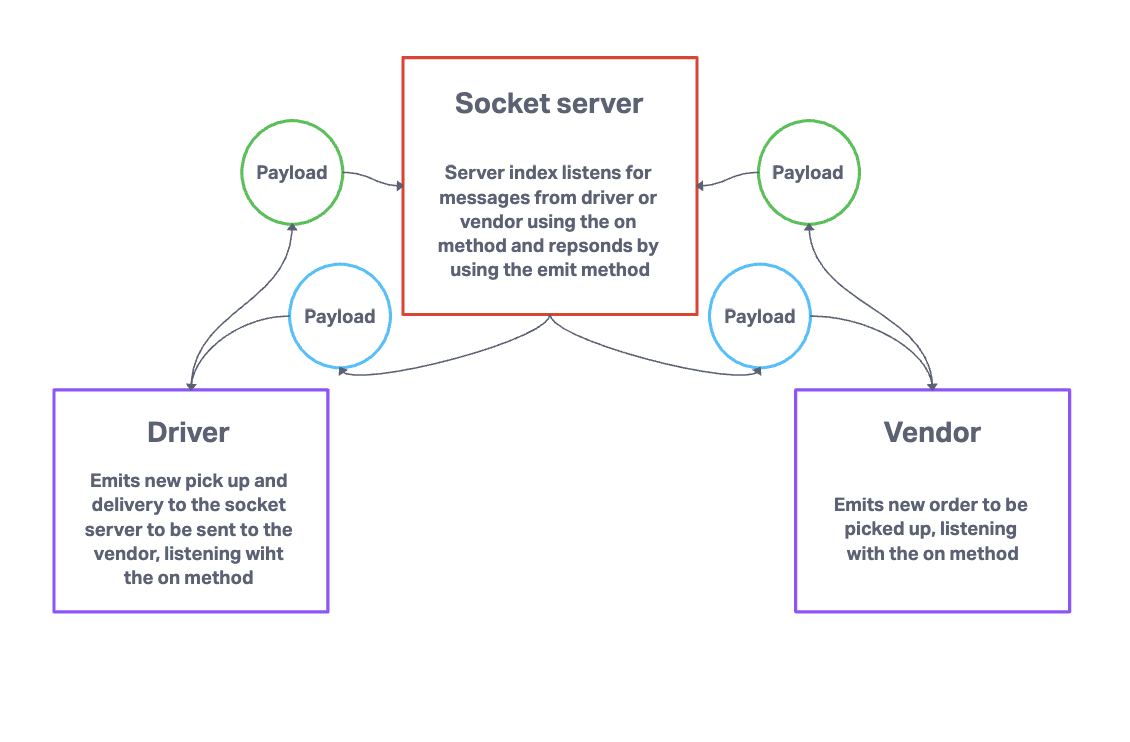 Socket server
Server index listens for
messages from driver or
vendor using the on
method and repsonds by
using the emit method
Payload
Payload
Payload
Payload
Driver
Emits new pick up and
delivery to the socket
server to be sent to the
vendor, listening wiht
the on method
Vendor
Emits new order to be
picked up, listening
with the on method